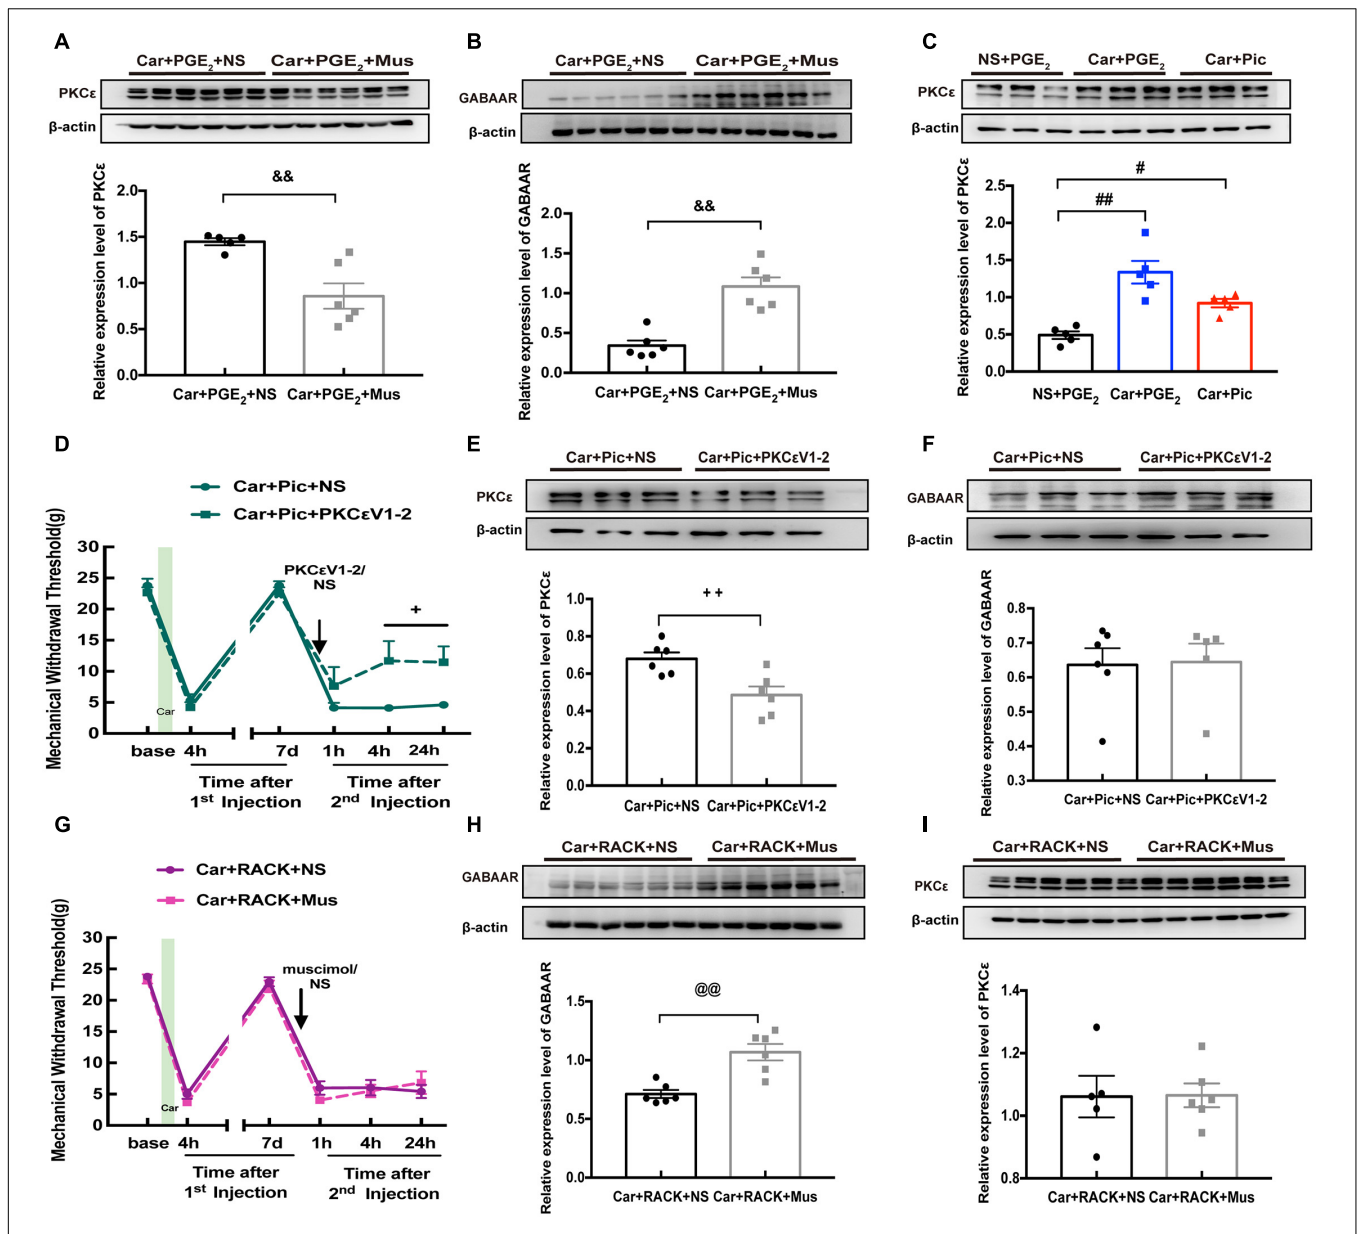 A
Car+PGE2+NS Car+PGE2+Mus
PKCε
β-actin
Relative expression level of PKCε
2.0
1.5
1.0
0.5
0.0
&&
Car+PGE2+NS Car+PGE2+Mus
B
Car+PGE2+NS Car+PGE2+Mus
GABAAR
β-actin
Relative expression level of GABAAR
2.0
1.5
1.0
0.5
0.0
&&
Car+PGE2+NS Car+PGE2+Mus
C
NS+PGE2 Car+PGE2 Car+Pic
PKCε
β-actin
Relative expression level of PKCε
2.5
2.0
1.5
1.0
0.5
0.0
#
##
NS+PGE2 Car+PGE2 Car+Pic
D
Car+Pic+NS
Car+Pic+PKCεV1-2
Mechanical Withdrawal Threshold(g)
30
25
20
15
10
5
0
PKCεV1-2/
NS
+
Car
base 4h 7d 1h 4h 24h
Time after
1st Injection
Time after
2nd Injection
E
Car+Pic+NS Car+Pic+PKCεV1-2
PKCε
β-actin
Relative expression level of PKCε
1.0
0.8
0.6
0.4
0.2
0.0
++
Car+Pic+NS Car+Pic+PKCεV1-2
F
Car+Pic+NS Car+Pic+PKCεV1-2
GABAAR
β-actin
Relative expression level of GABAAR
0.8
0.7
0.6
0.5
0.4
0.3
Car+Pic+NS Car+Pic+PKCεV1-2
G
Car+RACK+NS
Car+RACK+Mus
Mechanical Withdrawal Threshold(g)
30
25
20
15
10
5
0
muscimol/
NS
Car
base 4h 7d 1h 4h 24h
Time after
1st Injection
Time after
2nd Injection
H
Car+RACK+NS Car+RACK+Mus
GABAAR
β-actin
Relative expression level of GABAAR
1.5
1.0
0.5
0.0
@@
Car+RACK+NS Car+RACK+Mus
I
Car+RACK+NS Car+RACK+Mus
PKCε
β-actin
Relative expression level of PKCε
1.4
1.2
1.0
0.8
Car+RACK+NS Car+RACK+Mus